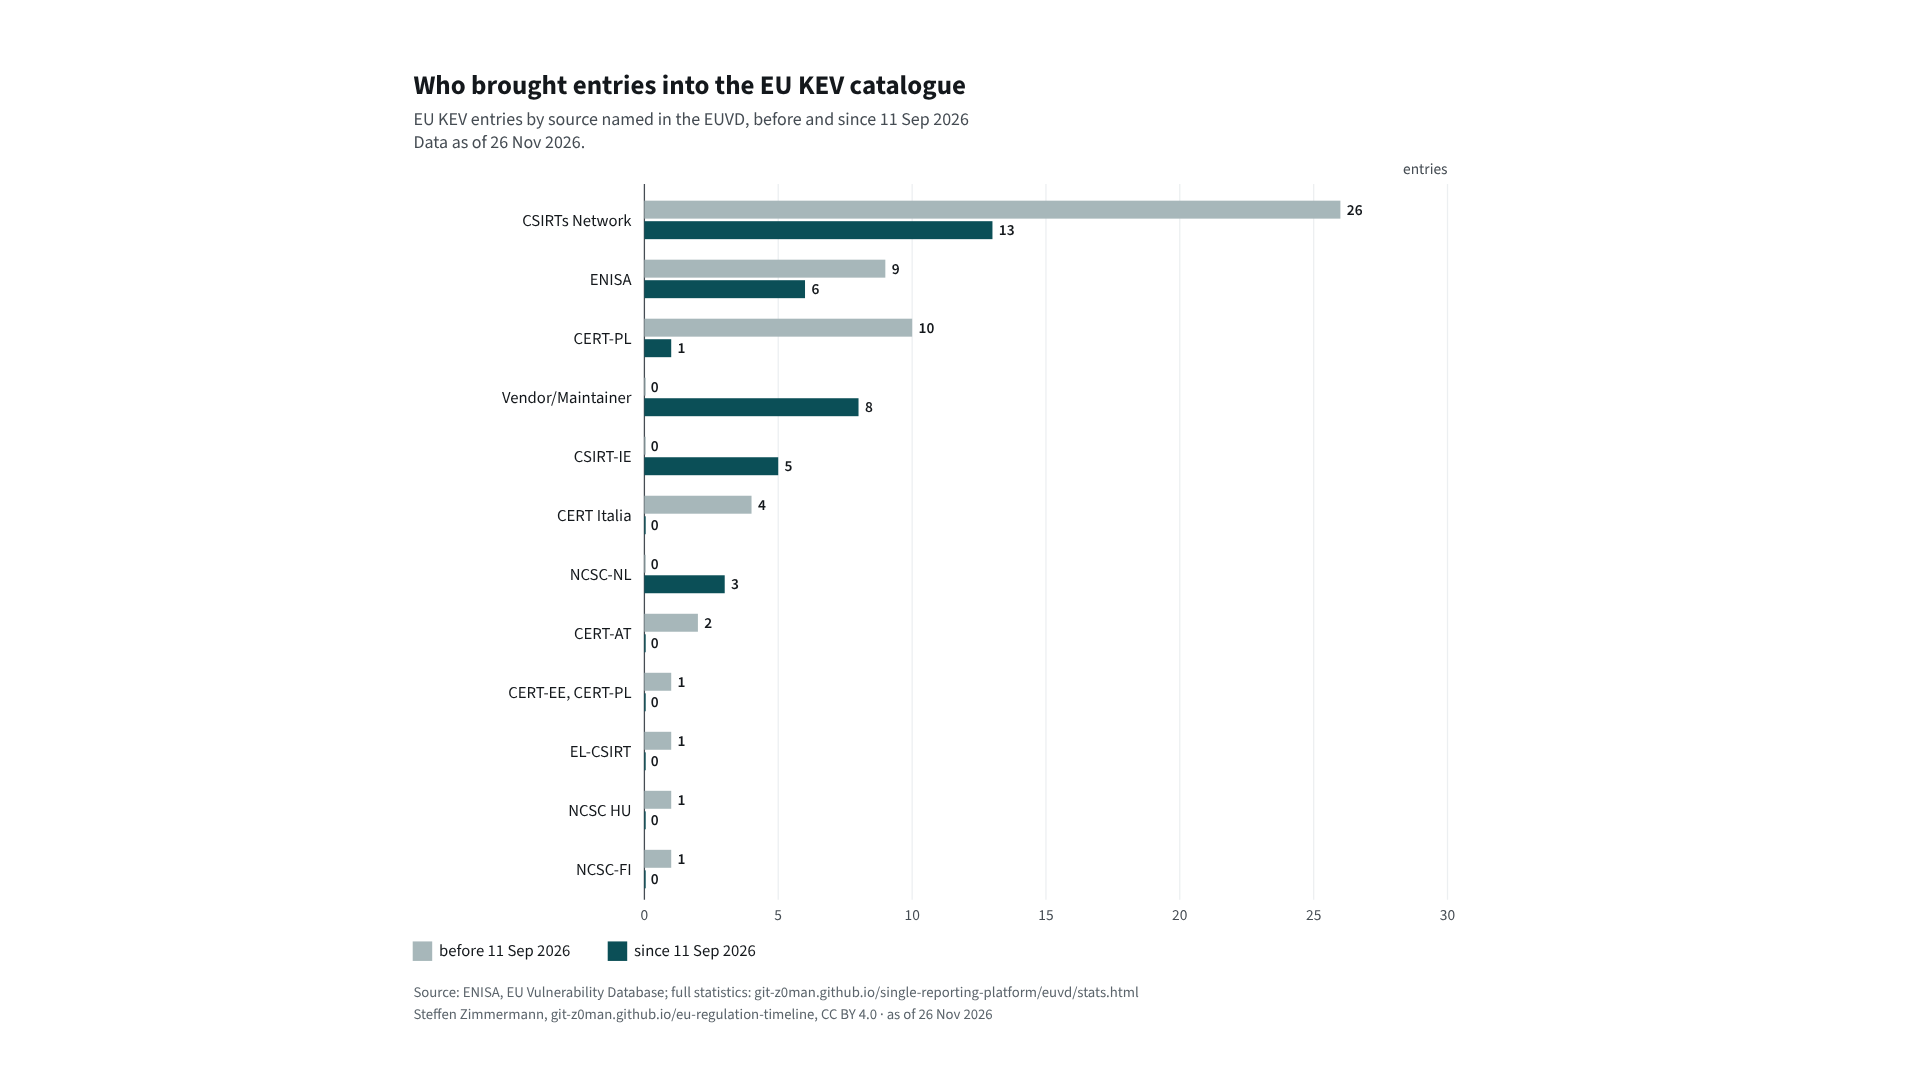 Who brought entries into the EU KEV catalogue
EU KEV entries by source named in the EUVD, before and since 11 Sep 2026
Data as of 26 Nov 2026.
entries
CSIRTs Network
26
13
ENISA
9
6
CERT-PL
10
1
Vendor/Maintainer
0
8
CSIRT-IE
0
5
CERT Italia
4
0
NCSC-NL
0
3
CERT-AT
2
0
CERT-EE, CERT-PL
1
0
EL-CSIRT
1
0
NCSC HU
1
0
NCSC-FI
1
0
0 5 10 15 20 25 30
before 11 Sep 2026 since 11 Sep 2026
Source: ENISA, EU Vulnerability Database; full statistics: git-z0man.github.io/single-reporting-platform/euvd/stats.html
Steffen Zimmermann, git-z0man.github.io/eu-regulation-timeline, CC BY 4.0 · as of 26 Nov 2026